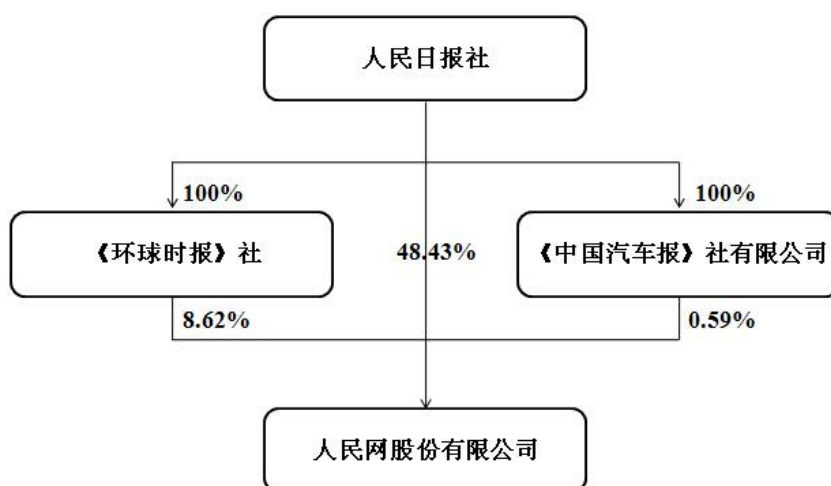 人民日报社
100%
100%
《环球时报》社
48.43%
《中国汽车报》社有限公司
8.62%
0.59%
人民网股份有限公司